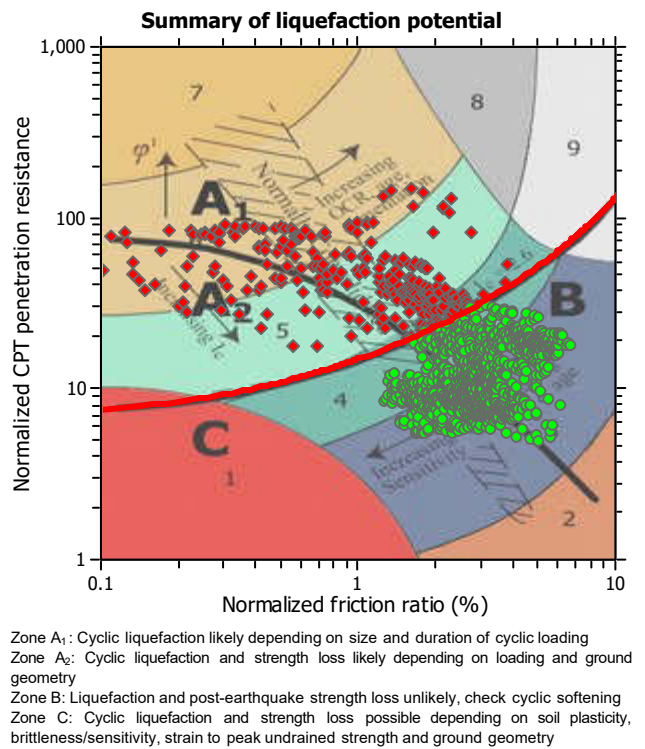 Summary of liquefaction potential
1,000
7
8
9
φ'
Increasing
OCR, age,
A1
100
A2
6
B
Increasing Ic
5
10
4
age
C
Increasing
Sensitivity
1
2
1
0.1
1
10
Normalized CPT penetration resistance
Normalized friction ratio (%)
Zone A1: Cyclic liquefaction likely depending on size and duration of cyclic loading
Zone A2: Cyclic liquefaction and strength loss likely depending on loading and ground
geometry
Zone B: Liquefaction and post-earthquake strength loss unlikely, check cyclic softening
Zone C: Cyclic liquefaction and strength loss possible depending on soil plasticity,
brittleness/sensitivity, strain to peak undrained strength and ground geometry